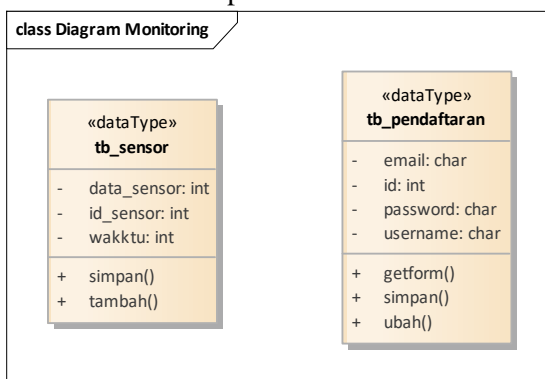 class Diagram Monitoring
«dataType»
tb_sensor
- data_sensor: int
- id_sensor: int
- wakktu: int
+ simpan()
+ tambah()
«dataType»
tb_pendaftaran
- email: char
- id: int
- password: char
- username: char
+ getform()
+ simpan()
+ ubah()